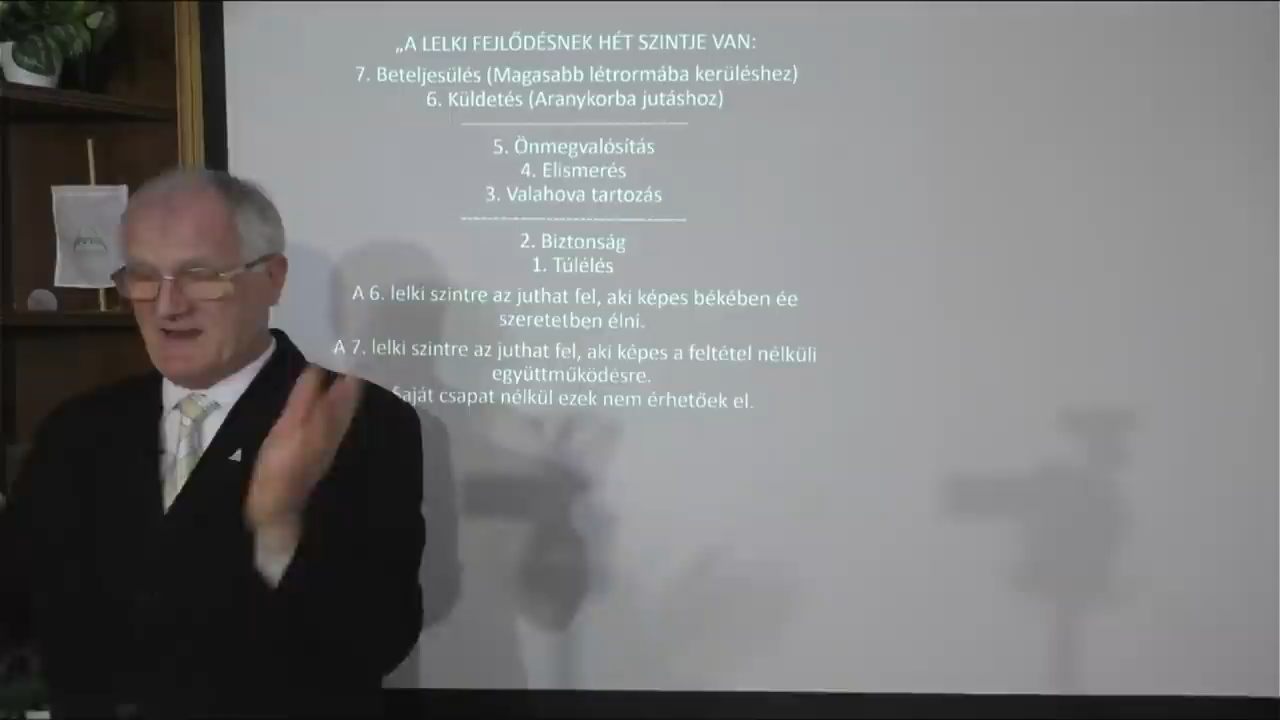 „A LELKI FEJLŐDÉSNEK HÉT SZINTJE VAN:
7. Beteljesülés (Magasabb létrormába kerüléshez)
6. Küldetés (Aranykorba jutáshoz)
5. Önmegvalósítás
4. Elismerés
3. Valahova tartozás
2. Biztonság
1. Túlélés
A 6. lelki szintre az juthat fel, aki képes békében ée
szeretetben élni.
A 7. lelki szintre az juthat fel, aki képes a feltétel nélküli
együttműködésre.
Saját csapat nélkül ezek nem érhetőek el.